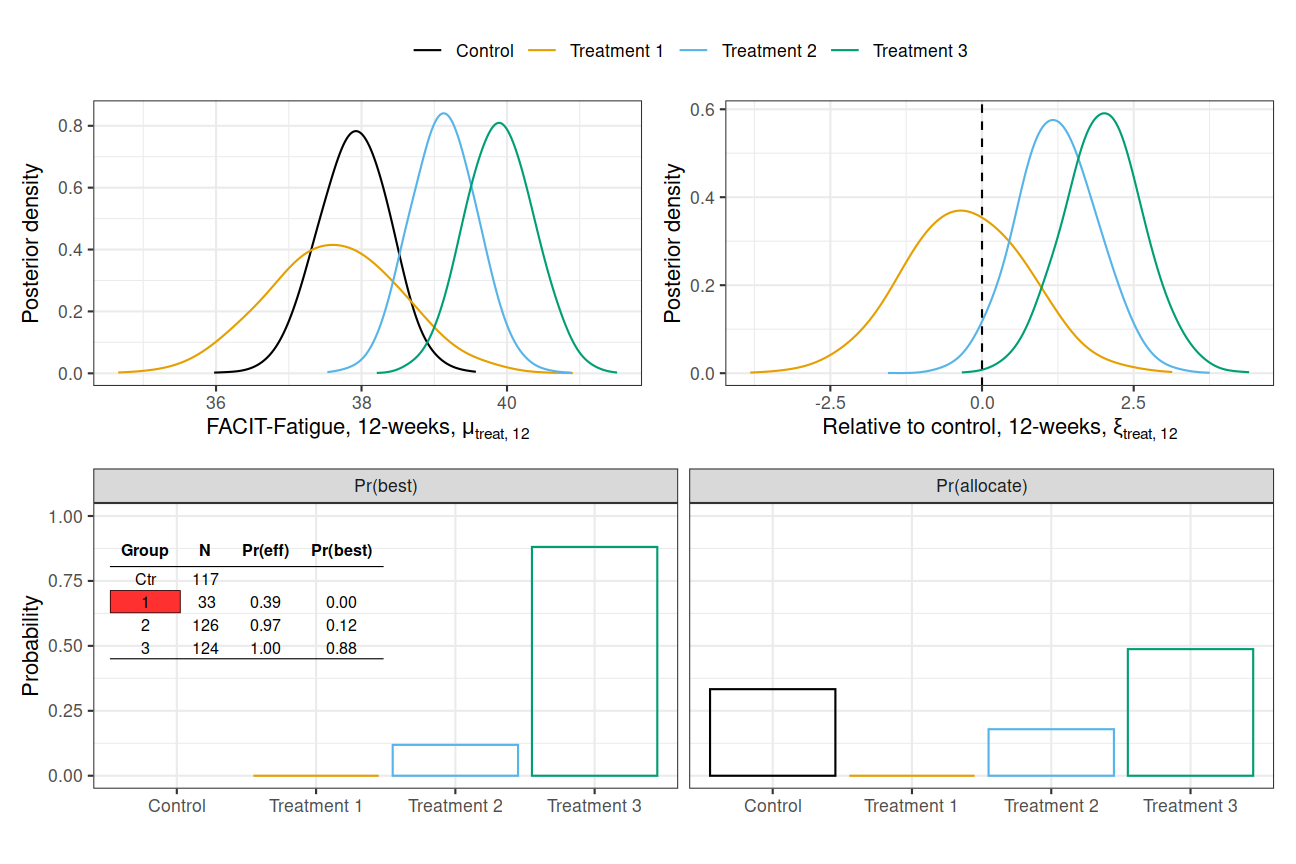 Control Treatment 1 Treatment 2 Treatment 3
0.8
0.6
0.4
0.2
0.0
Posterior density
36 38 40
FACIT-Fatigue, 12-weeks, μtreat, 12
0.6
0.4
0.2
0.0
Posterior density
-2.5 0.0 2.5
Relative to control, 12-weeks, ξtreat, 12
Pr(best)
Pr(allocate)
1.00
0.75
0.50
0.25
0.00
Probability
Group N Pr(eff) Pr(best)
Ctr 117
1 33 0.39 0.00
2 126 0.97 0.12
3 124 1.00 0.88
Control Treatment 1 Treatment 2 Treatment 3
Control Treatment 1 Treatment 2 Treatment 3